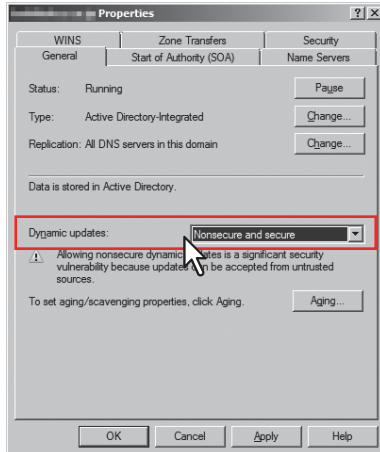 Properties
WINS Zone Transfers Security
General Start of Authority (SOA) Name Servers
Status: Running Pause
Type: Active Directory-Integrated Change...
Replication: All DNS servers in this domain Change...
Data is stored in Active Directory.
Dynamic updates: Nonsecure and secure
Allowing nonsecure dynamic is a significant security
vulnerability because updates can be accepted from untrusted
sources.
To set aging/scavenging properties, click Aging. Aging...
OK Cancel Apply Help